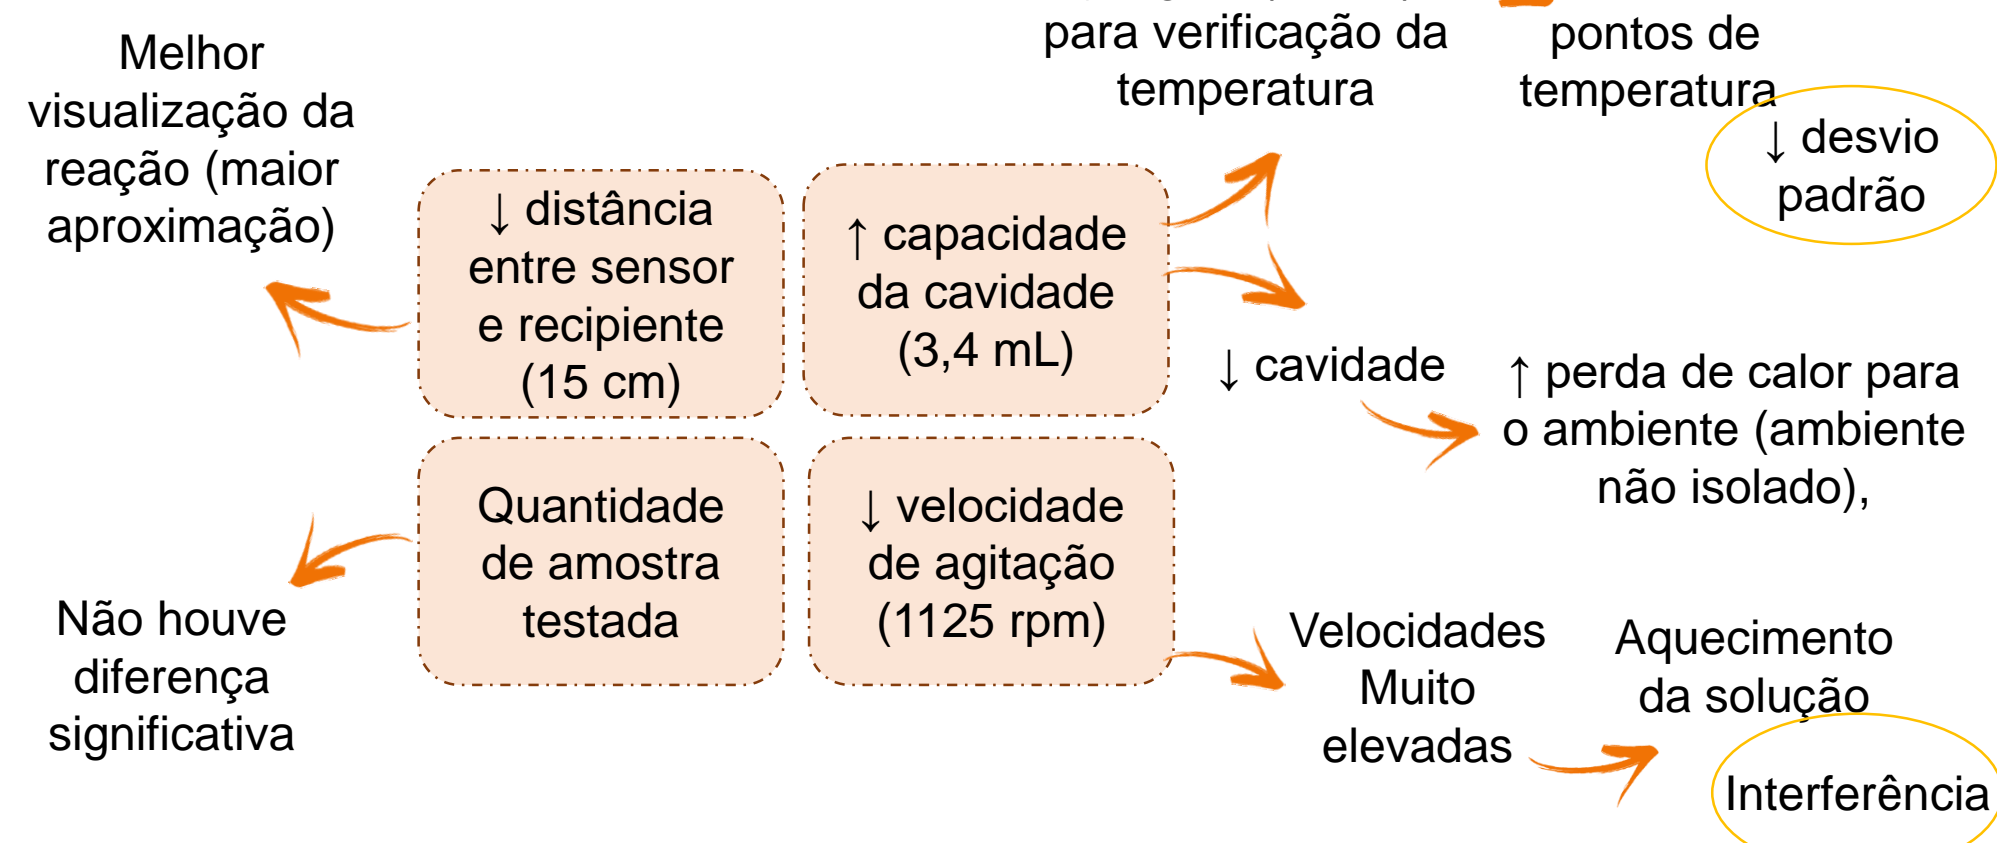 para verificação da
temperatura
pontos de
temperatura
↓ desvio
padrão
Melhor
visualização da
reação (maior
aproximação)
↓ distância
entre sensor
e recipiente
(15 cm)
↑ capacidade
da cavidade
(3,4 mL)
↓ cavidade
↑ perda de calor para
o ambiente (ambiente
não isolado),
Quantidade
de amostra
testada
↓ velocidade
de agitação
(1125 rpm)
Não houve
diferença
significativa
Velocidades
Muito
elevadas
Aquecimento
da solução
Interferência